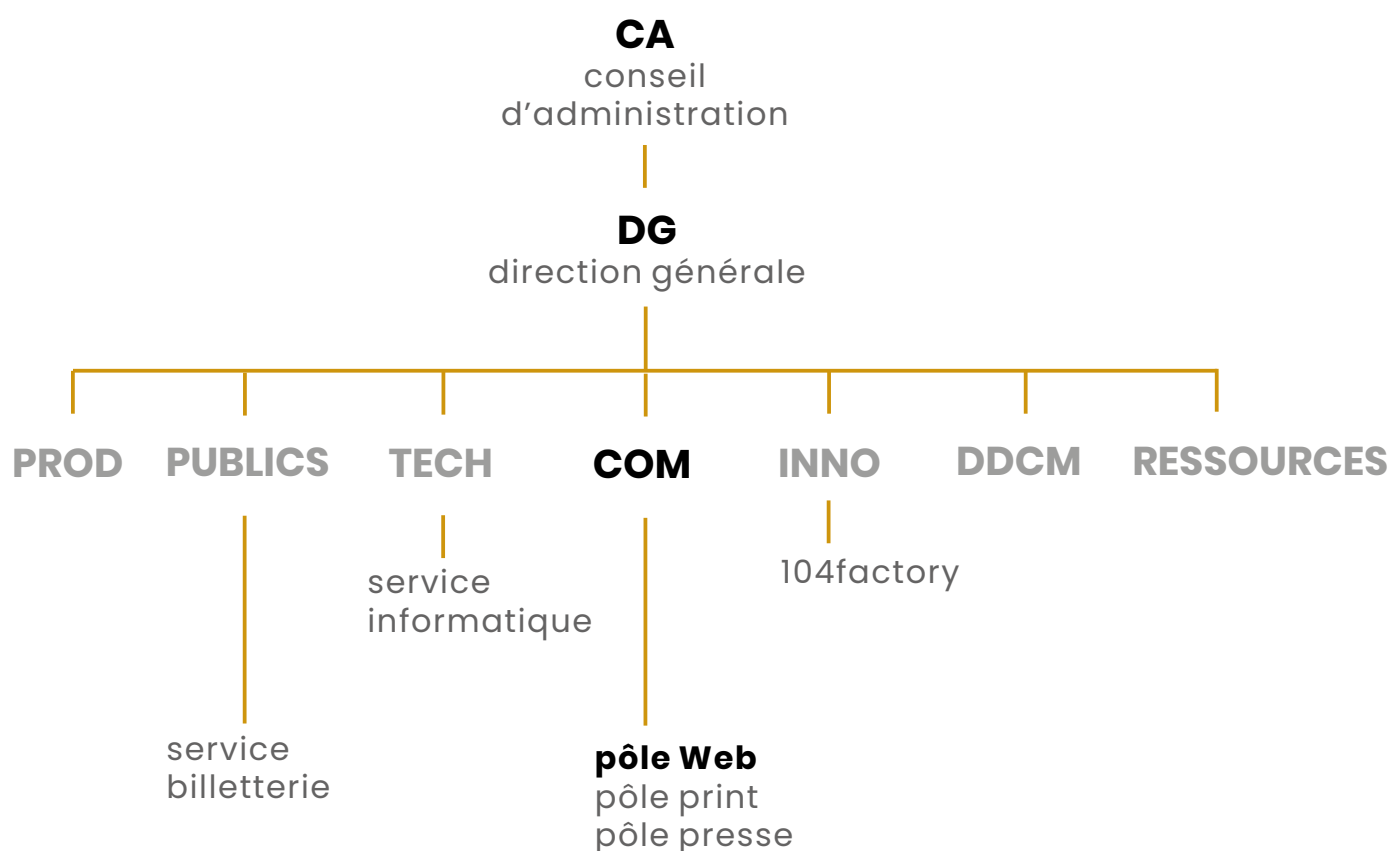 CA
conseil
d’administration
DG
direction générale
PROD
PUBLICS
TECH
COM
INNO
DDCM
RESSOURCES
service
informatique
104factory
service
billetterie
pôle Web
pôle print
pôle presse